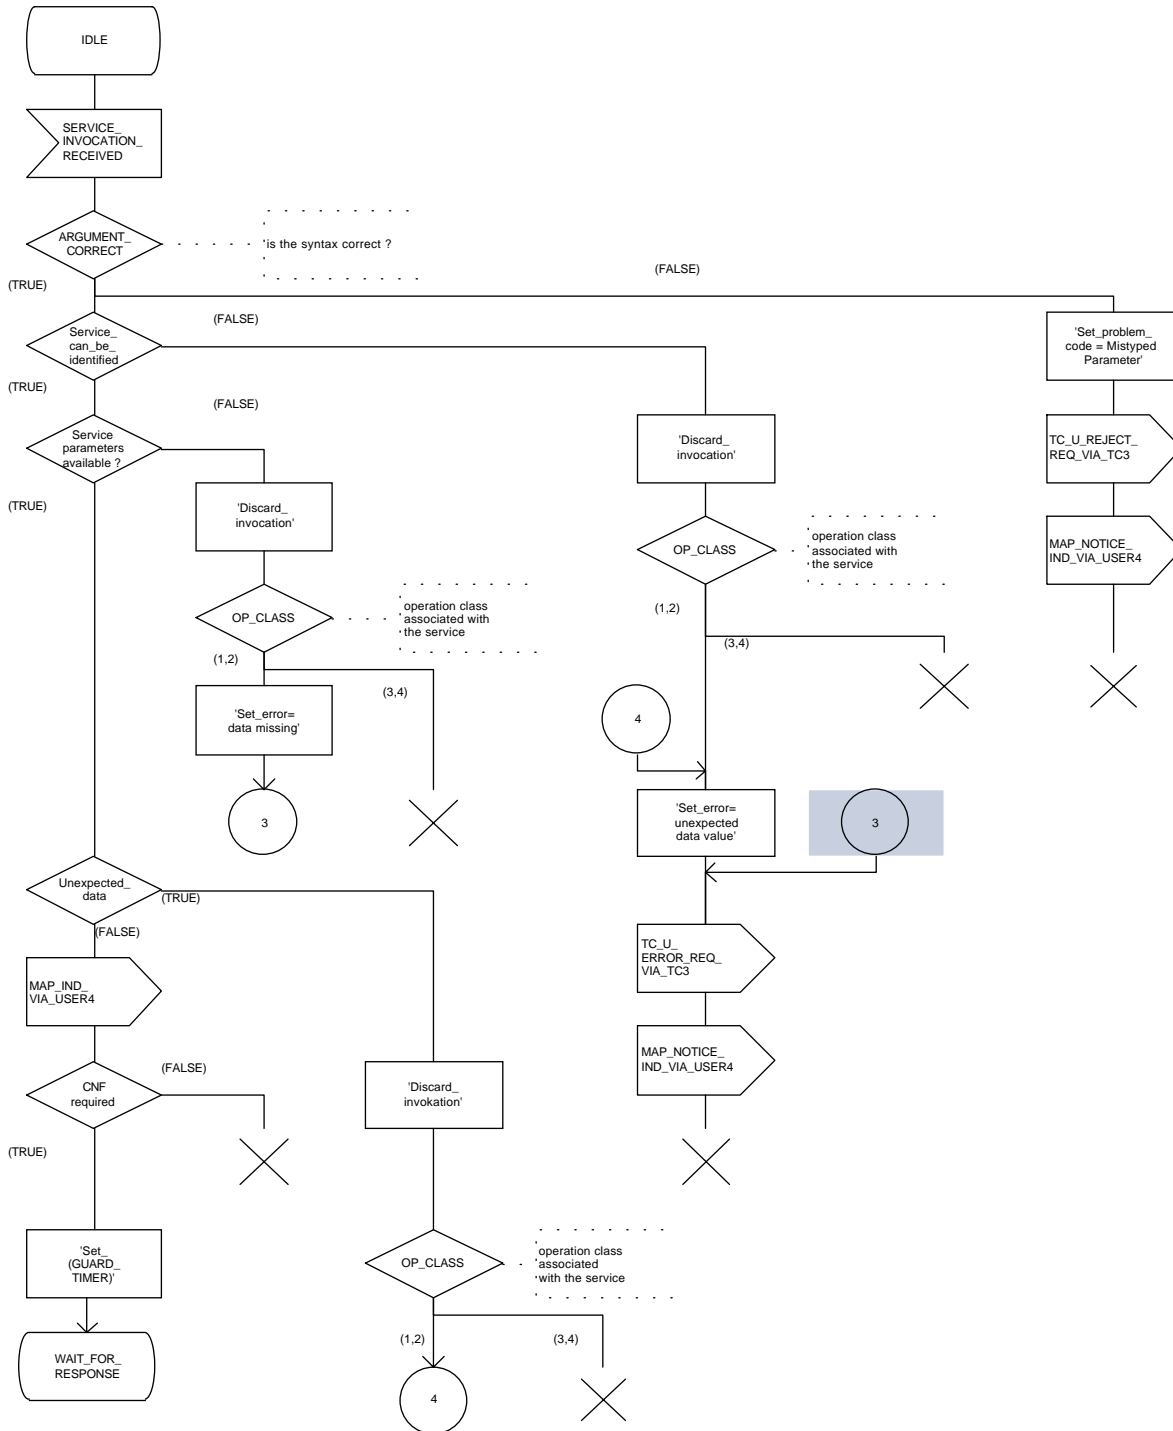 IDLE
SERVICE_
INVOCATION_
RECEIVED
ARGUMENT_
CORRECT
is the syntax correct ?
(TRUE)
(FALSE)
Service_
can_be_
identified
(FALSE)
'Set_problem_
code = Mistyped
Parameter'
(TRUE)
(FALSE)
Service
parameters
available ?
'Discard_
invocation'
TC_U_REJECT_
REQ_VIA_TC3
(TRUE)
'Discard_
invocation'
OP_CLASS
operation class
associated with
the service
MAP_NOTICE_
IND_VIA_USER4
OP_CLASS
operation class
associated with
the service
(1,2)
(3,4)
(1,2)
(3,4)
'Set_error=
data missing'
4
3
'Set_error=
unexpected
data value'
3
Unexpected_
data
(TRUE)
(FALSE)
TC_U_
ERROR_REQ_
VIA_TC3
MAP_IND_
VIA_USER4
MAP_NOTICE_
IND_VIA_USER4
(FALSE)
CNF
required
'Discard_
invokation'
(TRUE)
'Set_
(GUARD_
TIMER)'
OP_CLASS
operation class
associated
with the service
(1,2)
(3,4)
WAIT_FOR_
RESPONSE
4